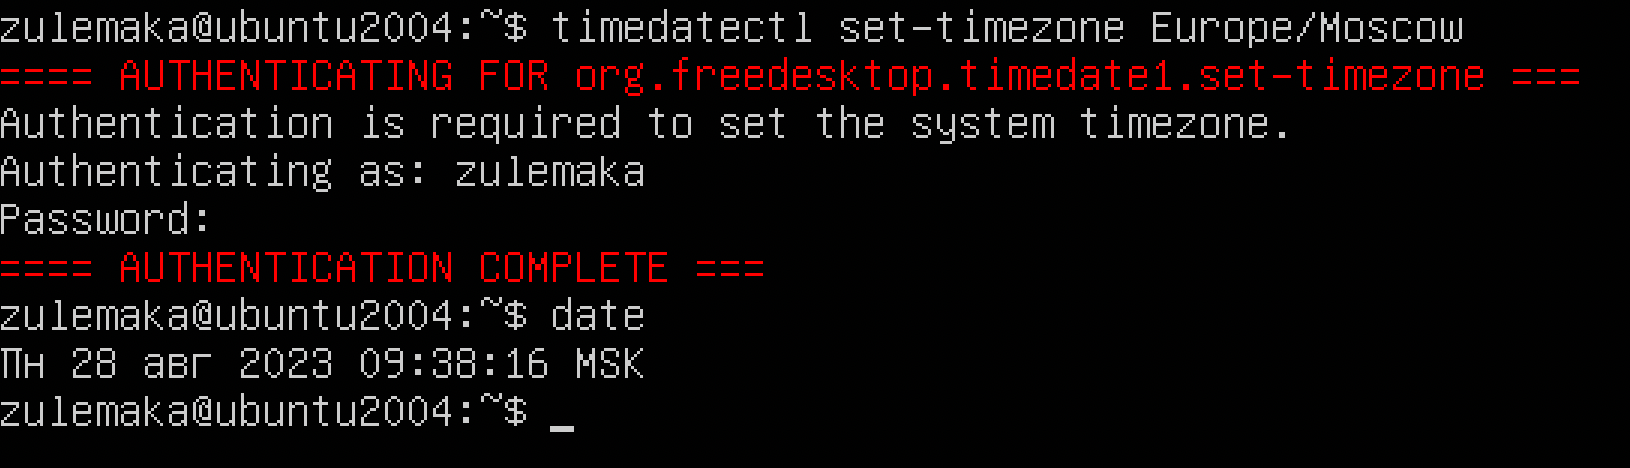 zulemaka@ubuntu2004:~$ timedatectl set-timezone Europe/Moscow
==== AUTHENTICATING FOR org.freedesktop.timedate1.set-timezone ===
Authentication is required to set the system timezone.
Authenticating as: zulemaka
Password:
==== AUTHENTICATION COMPLETE ===
zulemaka@ubuntu2004:~$ date
Пн 28 авг 2023 09:38:16 MSK
zulemaka@ubuntu2004:~$ _